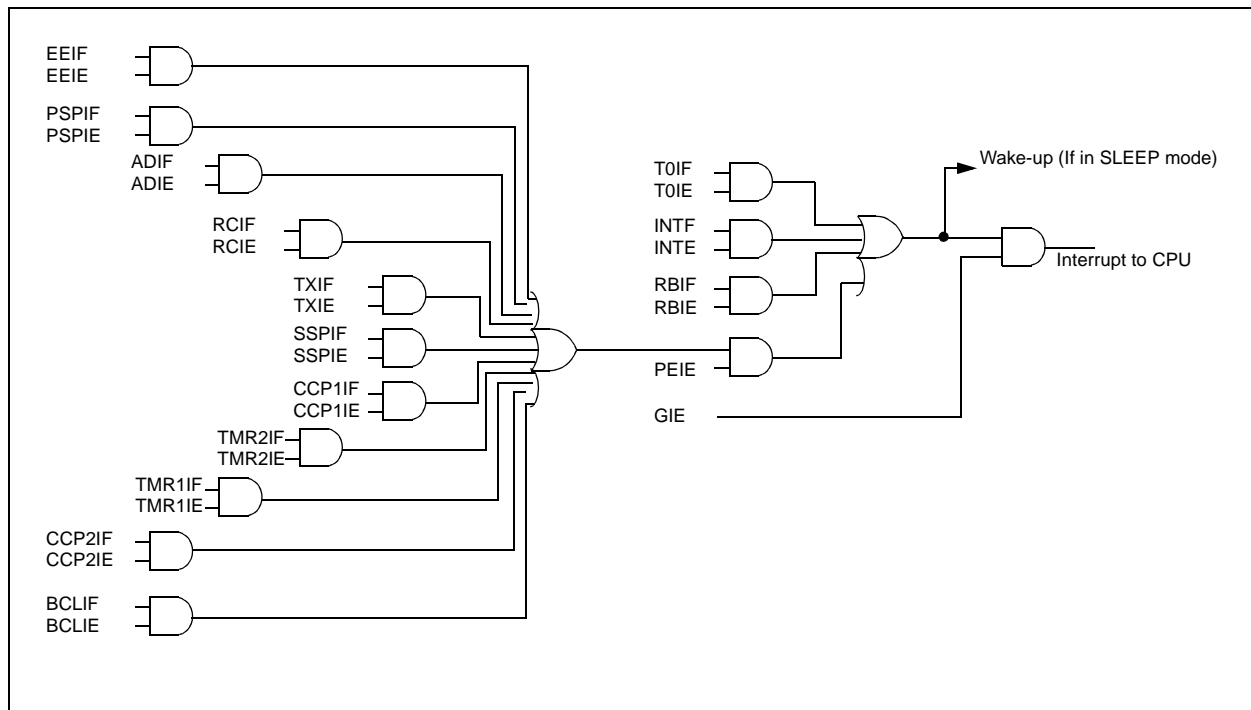 EEIF
EEIE
PSPIF
PSPIE
ADIF
ADIE
RCIF
RCIE
TXIF
TXIE
SSPIF
SSPIE
CCP1IF
CCP1IE
TMR2IF
TMR2IE
TMR1IF
TMR1IE
CCP2IF
CCP2IE
BCLIF
BCLIE
T0IF
T0IE
INTF
INTE
RBIF
RBIE
PEIE
GIE
Wake-up (If in SLEEP mode)
Interrupt to CPU